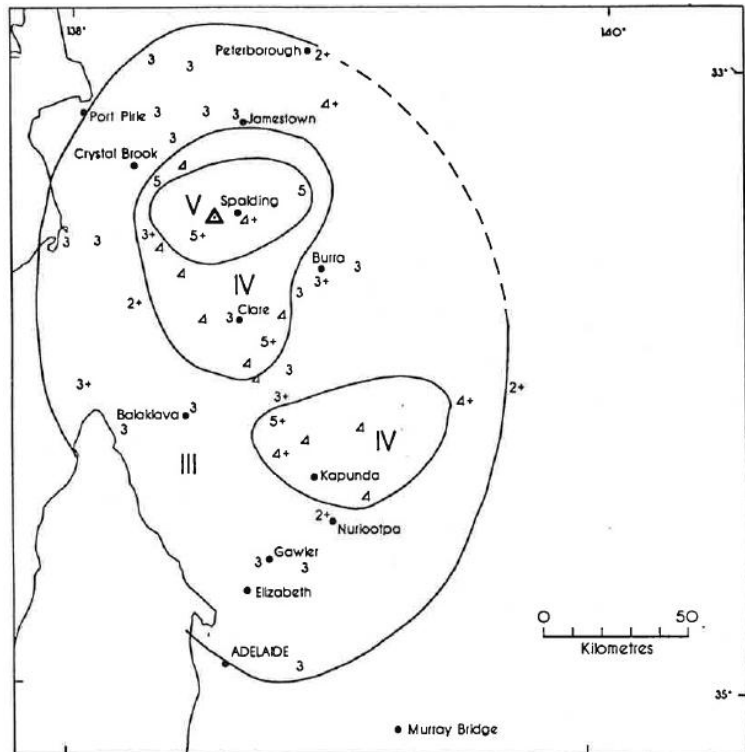 138° 140°
Peterborough 2+
33°
3 3
4+
Port Pirie 3 3 3 Jamestown
3
Crystal Brook 4
5 5
V Spalding
4+
3+ 5+
3 3 4
4 Burra 3
3+
IV 3
2+
4 3 Clare 4
5+
4 3
4
3+ 3+ 4+ 2+
Balaklava 3
3 5+ 4 IV
4
III 4+
Kapunda
4
2+
Nuriootpa
Gawler
3 3
Elizabeth
0 50
Kilometres
ADELAIDE 3
35°
Murray Bridge